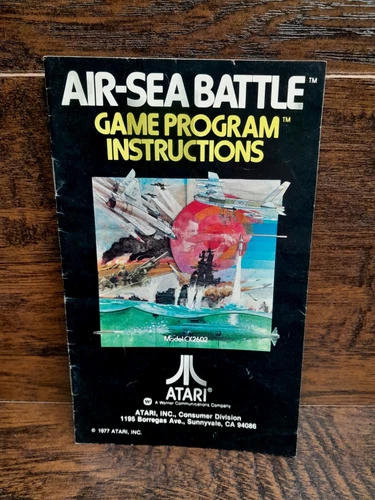 AIR-SEA BATTLE™
GAME PROGRAM™
INSTRUCTIONS
Model CX2602
ATARI®
A Warner Communications Company
ATARI, INC., Consumer Division
1195 Borregas Ave., Sunnyvale, CA 94086
© 1977 ATARI, INC.